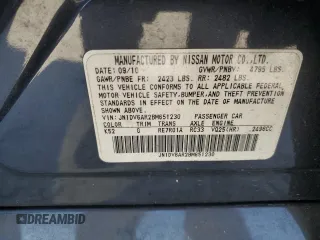 MANUFACTURED BY NISSAN MOTOR CO.,LTD.
DATE: 09/10 GVWR/PNBV: 4795 LBS.
GAWR/PNBE FR: 2423 LBS. RR: 2482 LBS.
THIS VEHICLE CONFORMS TO ALL APPLICABLE FEDERAL
MOTOR VEHICLE SAFETY,BUMPER,AND THEFT PREVENTION
STANDARDS IN EFFECT ON THE DATE OF MANUFACTURE
SHOWN ABOVE.
VIN: JN1DV6AR2BM651230 PASSENGER CAR
COLOR TRIM TRANS AXLE ENGINE
K52 G RE7R01A RC33 VQ25(HR) 2496CC
JN1DV6AR2BM651230
DREAMBID